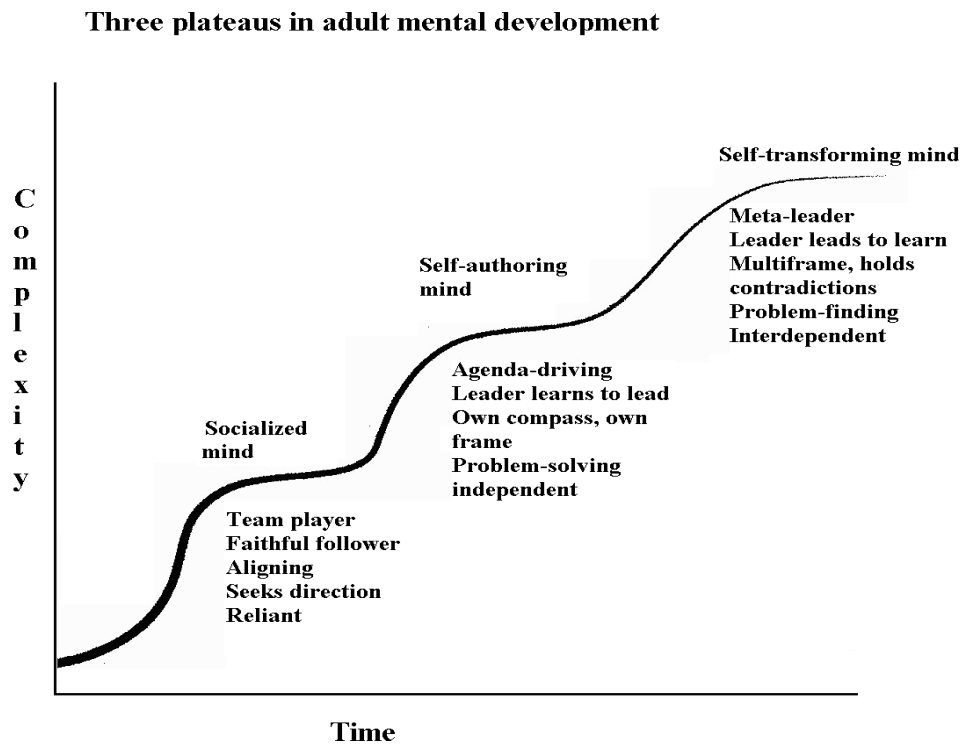 Three plateaus in adult mental development
Complexity
Self-transforming mind
Meta-leader
Leader leads to learn
Multiframe, holds
contradictions
Problem-finding
Interdependent
Self-authoring
mind
Agenda-driving
Leader learns to lead
Own compass, own
frame
Problem-solving
independent
Socialized
mind
Team player
Faithful follower
Aligning
Seeks direction
Reliant
Time